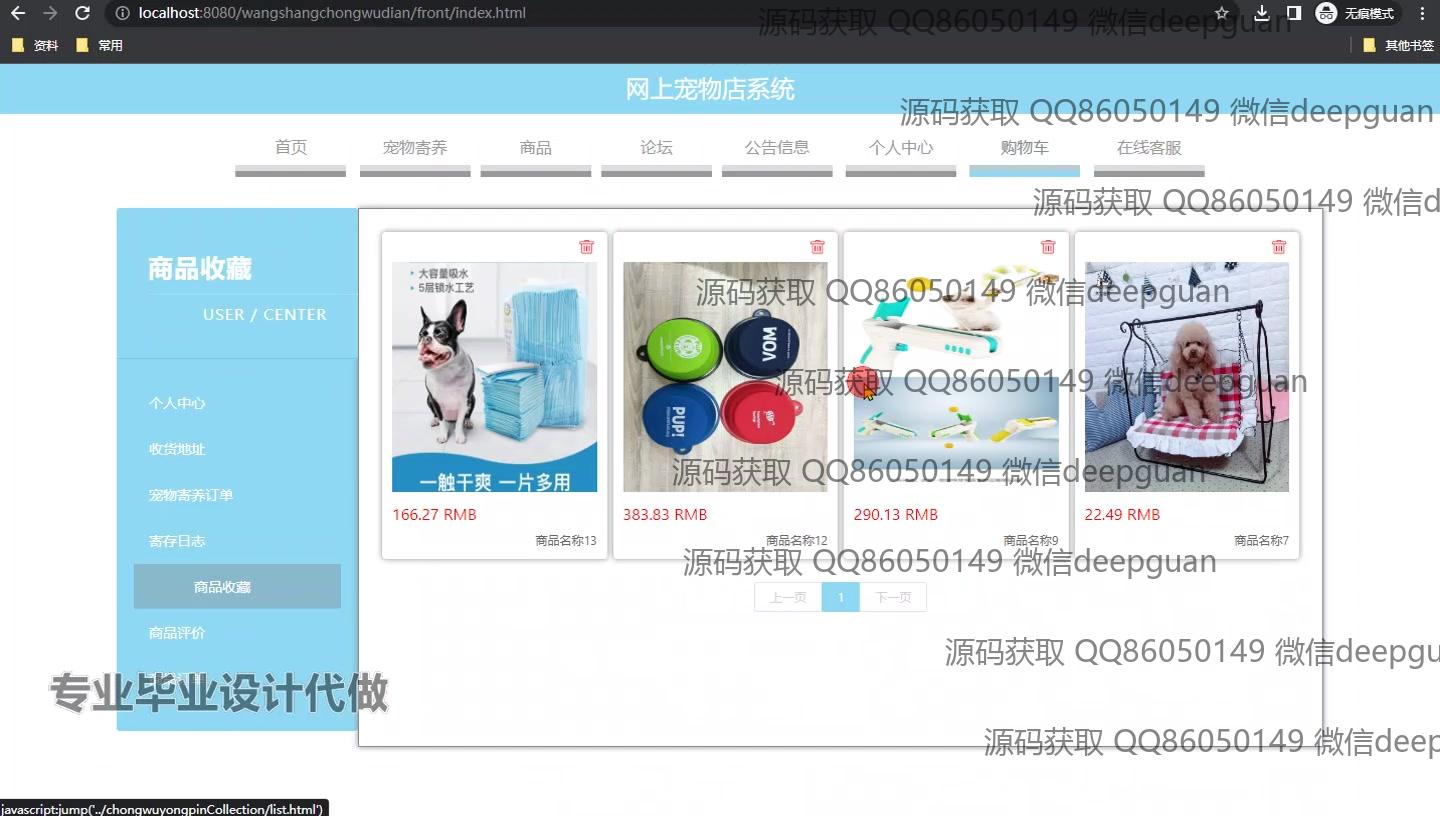 localhost:8080/wangshangchongwudian/front/index.html
无痕模式
源码获取 QQ86050149 微信deepguan
资料
常用
其他书签
网上宠物店系统
源码获取 QQ86050149 微信deepguan
首页
宠物寄养
商品
论坛
公告信息
个人中心
购物车
在线客服
源码获取 QQ86050149 微信d
商品收藏
USER / CENTER
个人中心
收货地址
宠物寄养订单
寄存日志
商品收藏
商品评价
大容量吸水
5层锁水工艺
一触干爽 一片多用
166.27 RMB
商品名称13
VOM
PUP!
383.83 RMB
商品名称12
源码获取 QQ86050149 微信deepguan
源码获取 QQ86050149 微信deepguan
源码获取 QQ86050149 微信deepguan
290.13 RMB
商品名称9
22.49 RMB
商品名称7
源码获取 QQ86050149 微信deepguan
上一页
1
下一页
源码获取 QQ86050149 微信deepgu
专业毕业设计代做
源码获取 QQ86050149 微信deep
javascript:jump('../chongwuyongpinCollection/list.html')